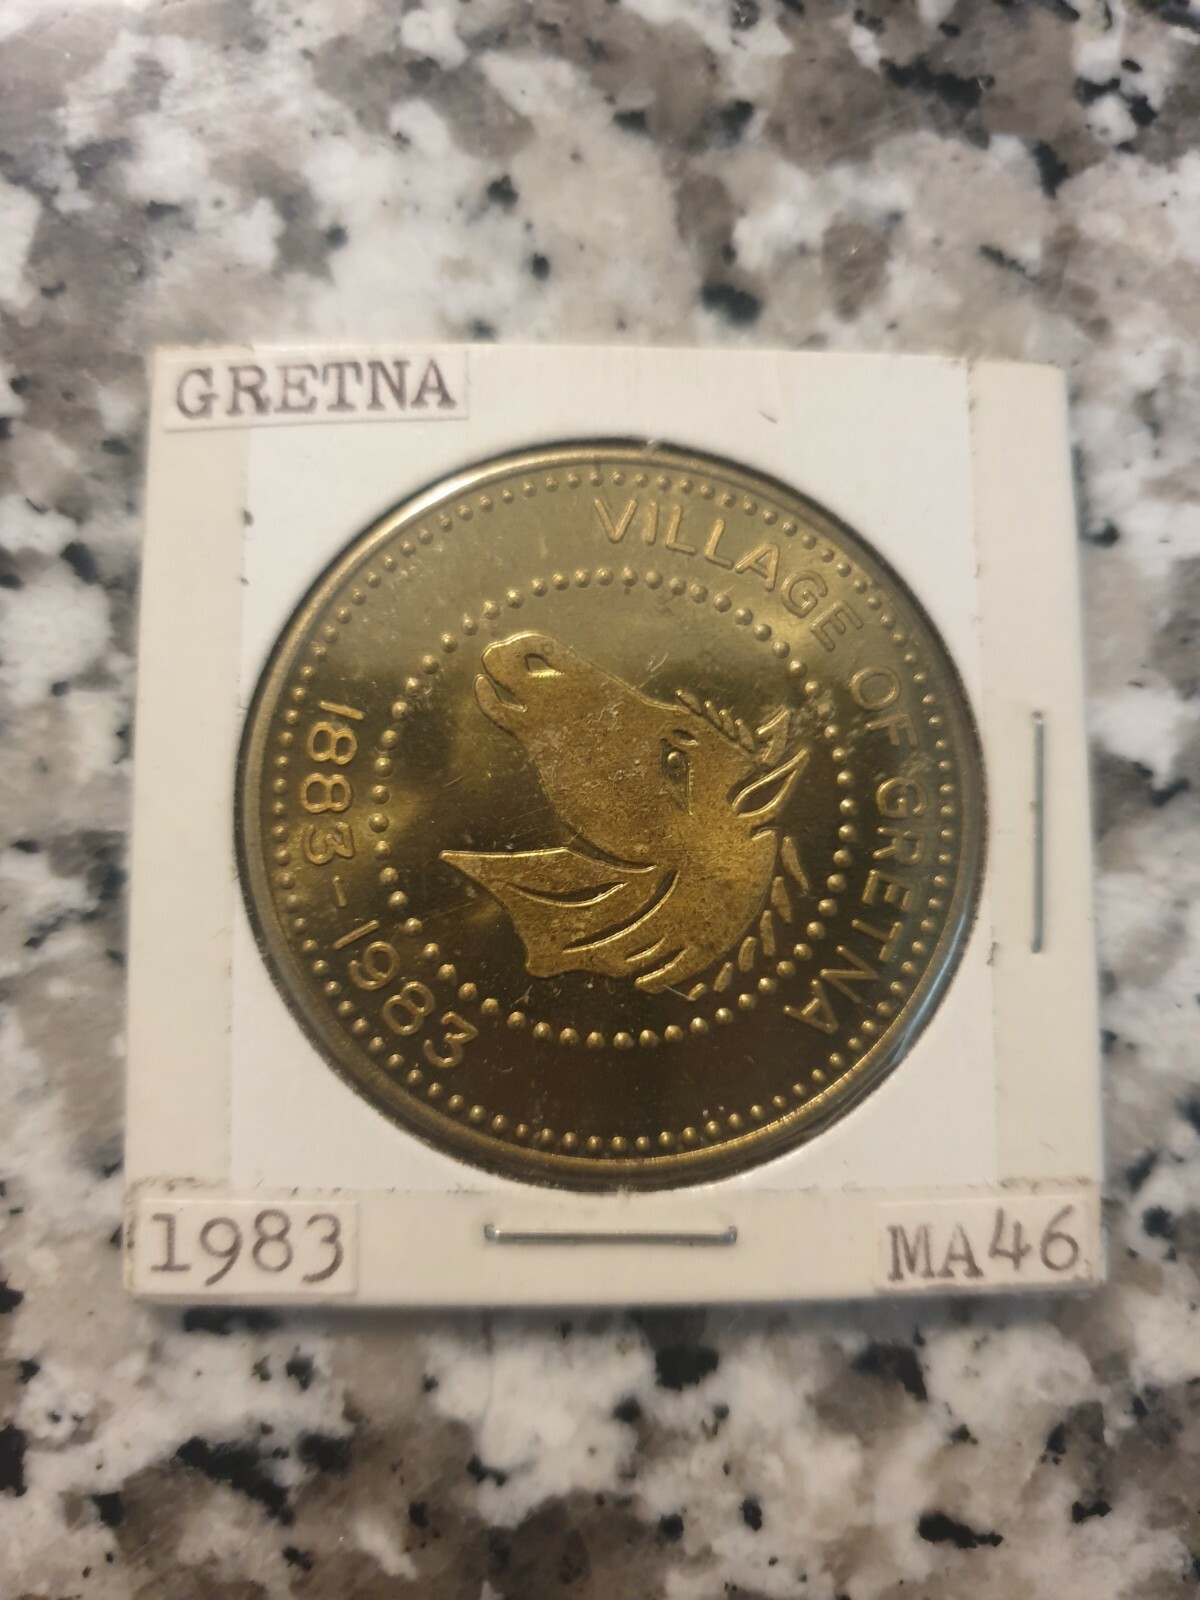 GRETNA
VILLAGE OF GRETNA
1883-1983
1983
MA46